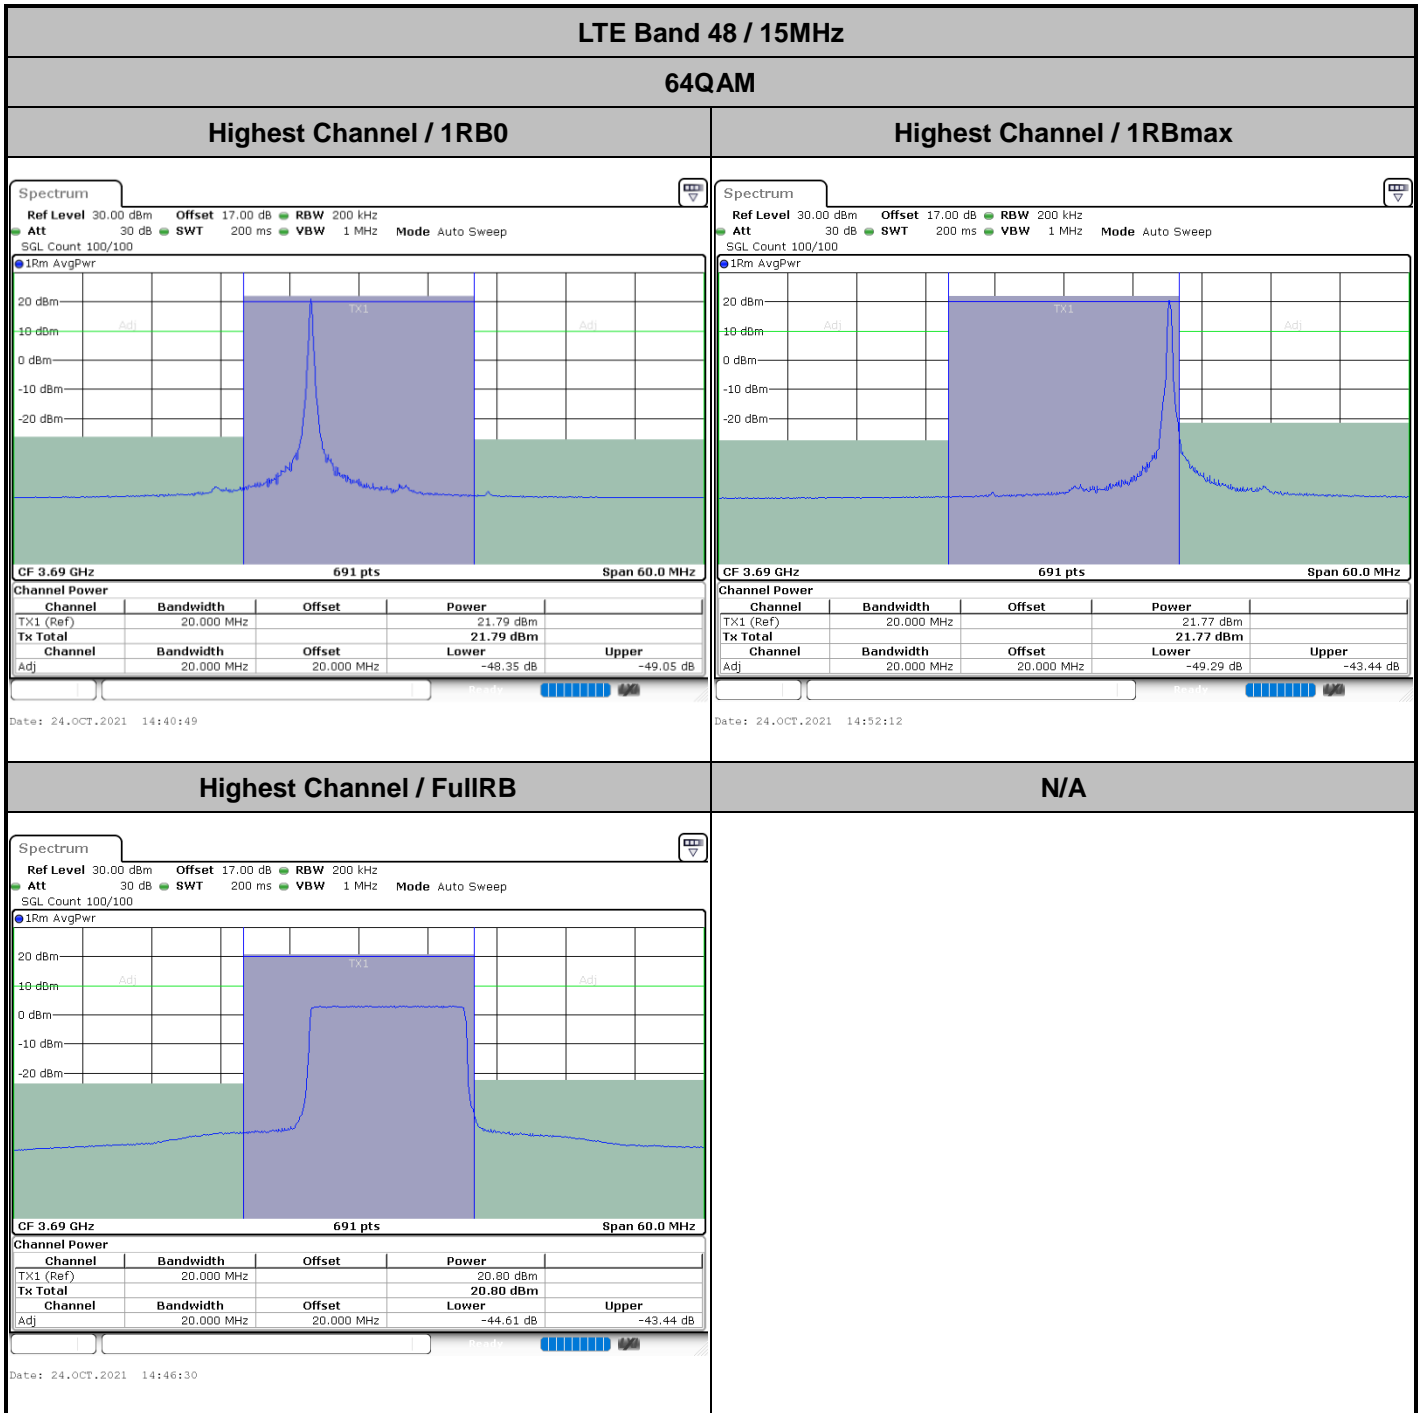 LTE Band 48 / 15MHz
64QAM
Highest Channel / 1RB0
Highest Channel / 1RBmax
Spectrum
Ref Level 30.00 dBm Offset 17.00 dB RBW 200 kHz
Att 30 dB SWT 200 ms VBW 1 MHz Mode Auto Sweep
SGL Count 100/100
1Rm AvgPwr
TX1
20 dBm
Adj
Adj
10 dBm
0 dBm
-10 dBm
-20 dBm
CF 3.69 GHz 691 pts Span 60.0 MHz
Channel Power
Channel Bandwidth Offset Power
TX1 (Ref) 20.000 MHz 21.79 dBm
Tx Total 21.79 dBm
Channel Bandwidth Offset Lower Upper
Adj 20.000 MHz 20.000 MHz -48.35 dB -49.05 dB
Ready
Date: 24.OCT.2021 14:40:49
Spectrum
Ref Level 30.00 dBm Offset 17.00 dB RBW 200 kHz
Att 30 dB SWT 200 ms VBW 1 MHz Mode Auto Sweep
SGL Count 100/100
1Rm AvgPwr
TX1
20 dBm
Adj
Adj
10 dBm
0 dBm
-10 dBm
-20 dBm
CF 3.69 GHz 691 pts Span 60.0 MHz
Channel Power
Channel Bandwidth Offset Power
TX1 (Ref) 20.000 MHz 21.77 dBm
Tx Total 21.77 dBm
Channel Bandwidth Offset Lower Upper
Adj 20.000 MHz 20.000 MHz -49.29 dB -43.44 dB
Ready
Date: 24.OCT.2021 14:52:12
Highest Channel / FullRB
N/A
Spectrum
Ref Level 30.00 dBm Offset 17.00 dB RBW 200 kHz
Att 30 dB SWT 200 ms VBW 1 MHz Mode Auto Sweep
SGL Count 100/100
1Rm AvgPwr
TX1
20 dBm
Adj
Adj
10 dBm
0 dBm
-10 dBm
-20 dBm
CF 3.69 GHz 691 pts Span 60.0 MHz
Channel Power
Channel Bandwidth Offset Power
TX1 (Ref) 20.000 MHz 20.80 dBm
Tx Total 20.80 dBm
Channel Bandwidth Offset Lower Upper
Adj 20.000 MHz 20.000 MHz -44.61 dB -43.44 dB
Ready
Date: 24.OCT.2021 14:46:30